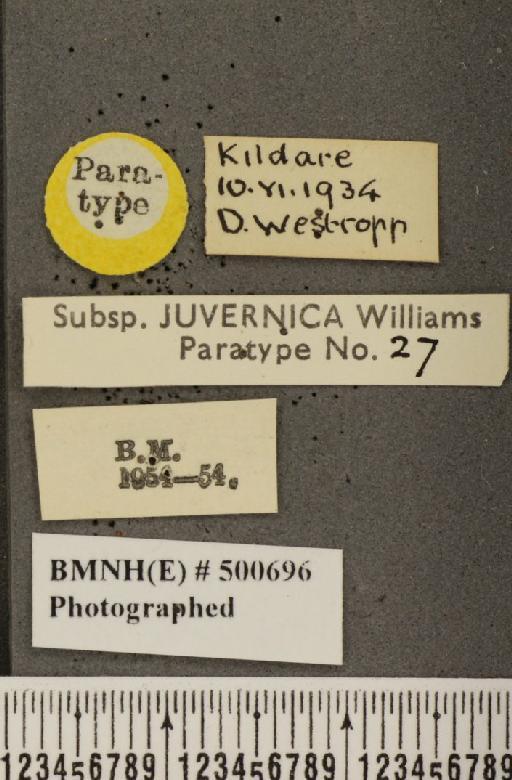 Para-
type
Kildare
10.VI.1934
D. Westropp
Subsp. JUVERNICA Williams
Paratype No. 27
B.M.
1954—54.
BMNH(E) # 500696
Photographed
123456789 123456789 123456789